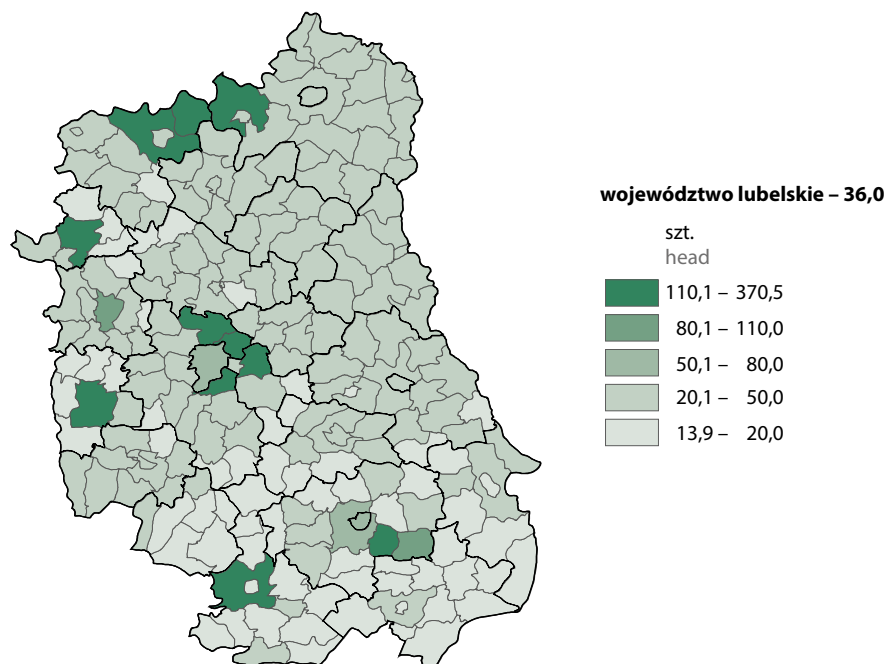 województwo lubelskie – 36,0
szt.
head
110,1 – 370,5
80,1 – 110,0
50,1 – 80,0
20,1 – 50,0
13,9 – 20,0